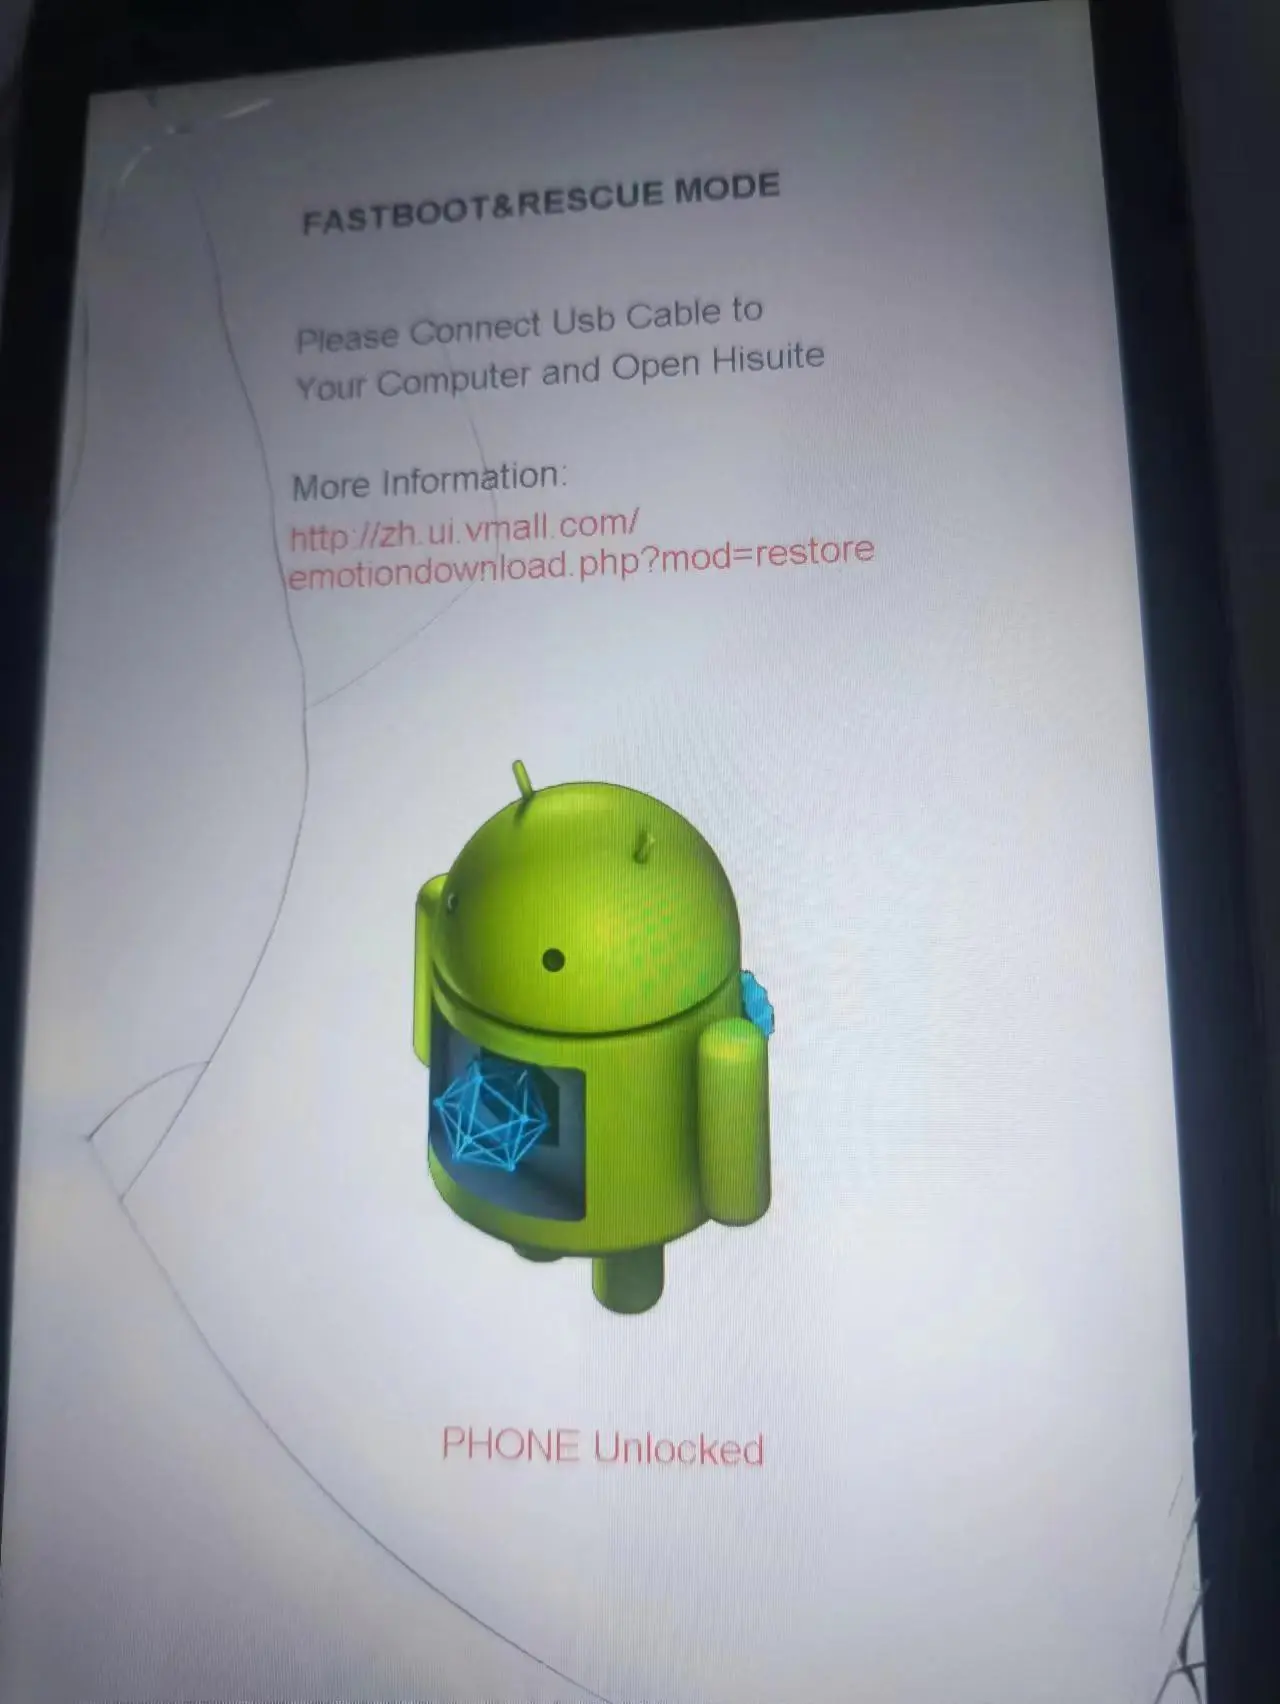 FASTBOOT&RESCUE MODE
Please Connect Usb Cable to
Your Computer and Open Hisuite
More Information:
http://zh.ui.vmall.com/
emotiondownload.php?mod=restore
PHONE Unlocked